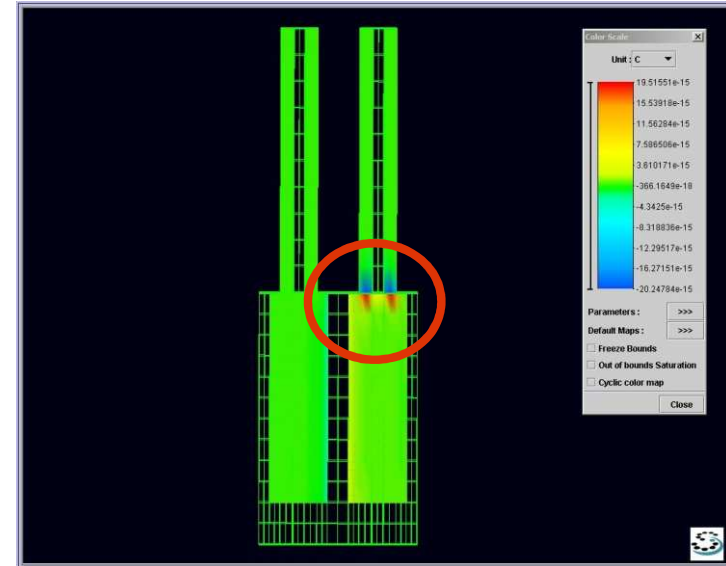 Color Scale
Unit : C
19.51551e-15
15.53918e-15
11.56284e-15
7.586506e-15
3.610171e-15
-366.1649e-18
-4.3425e-15
-8.318836e-15
-12.29517e-15
-16.27151e-15
-20.24784e-15
Parameters : >>>
Default Maps : >>>
Freeze Bounds
Out of bounds Saturation
Cyclic color map
Close